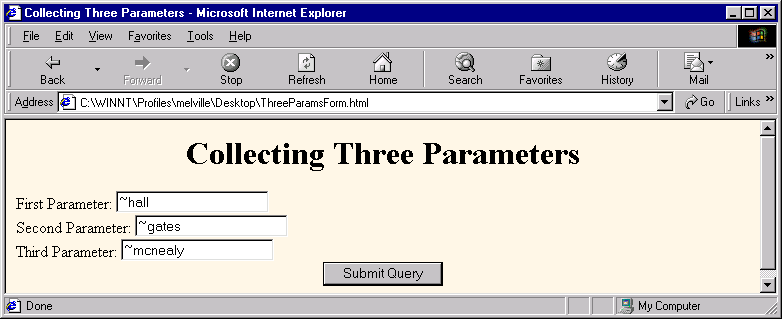 Collecting Three Parameters - Microsoft Internet Explorer
File Edit View Favorites Tools Help
Back Forward Stop Refresh Home Search Favorites History Mail »
Address C:\WINNT\Profiles\melville\Desktop\ThreeParamsForm.html Go Links »
Collecting Three Parameters
First Parameter: ~hall
Second Parameter: ~gates
Third Parameter: ~mcnealy
Submit Query
Done My Computer